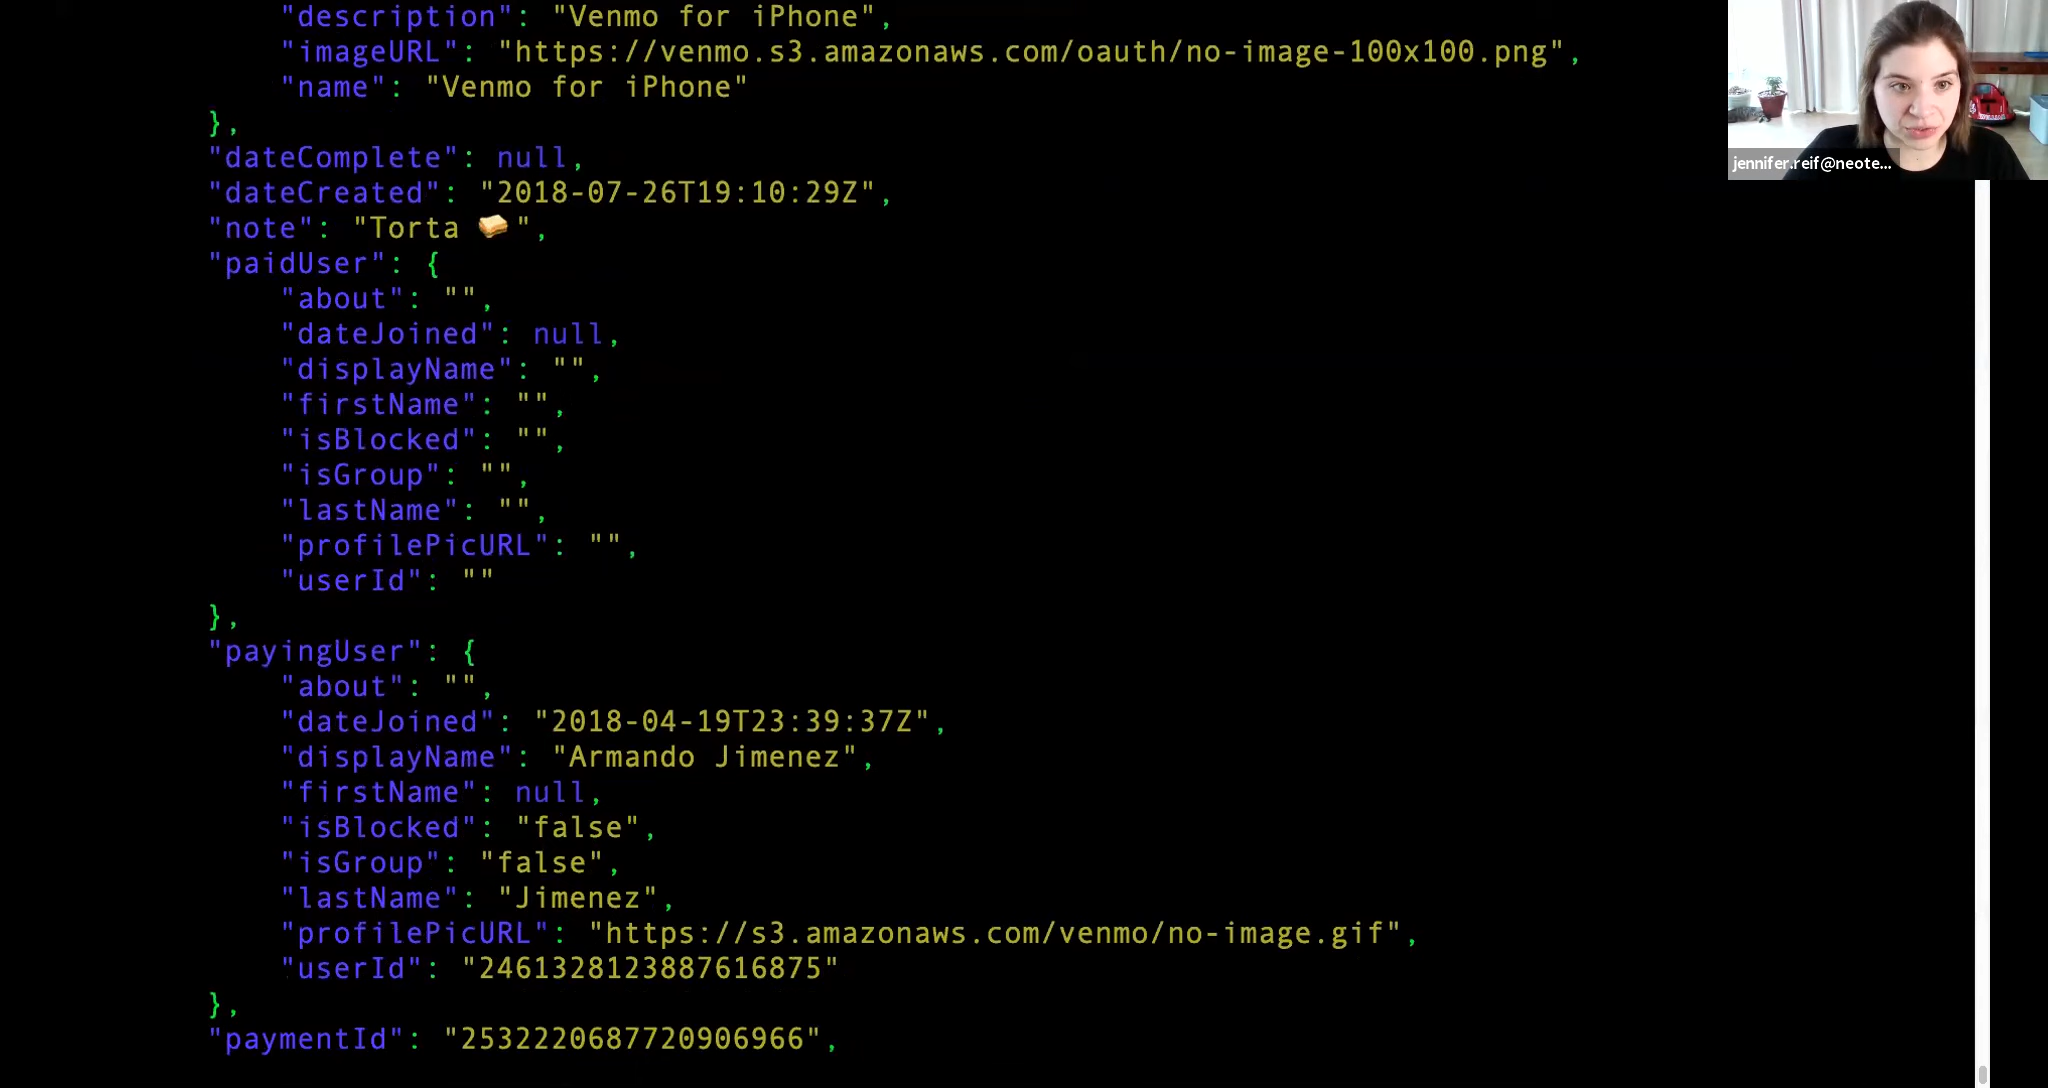 "description": "Venmo for iPhone",
"imageURL": "https://venmo.s3.amazonaws.com/oauth/no-image-100x100.png",
"name": "Venmo for iPhone"
},
"dateComplete": null,
"dateCreated": "2018-07-26T19:10:29Z",
"note": "Torta 🍞",
"paidUser": {
"about": "",
"dateJoined": null,
"displayName": "",
"firstName": "",
"isBlocked": "",
"isGroup": "",
"lastName": "",
"profilePicURL": "",
"userId": ""
},
"payingUser": {
"about": "",
"dateJoined": "2018-04-19T23:39:37Z",
"displayName": "Armando Jimenez",
"firstName": null,
"isBlocked": "false",
"isGroup": "false",
"lastName": "Jimenez",
"profilePicURL": "https://s3.amazonaws.com/venmo/no-image.gif",
"userId": "2461328123887616875"
},
"paymentId": "2532220687720906966",
jennifer.reif@neote...